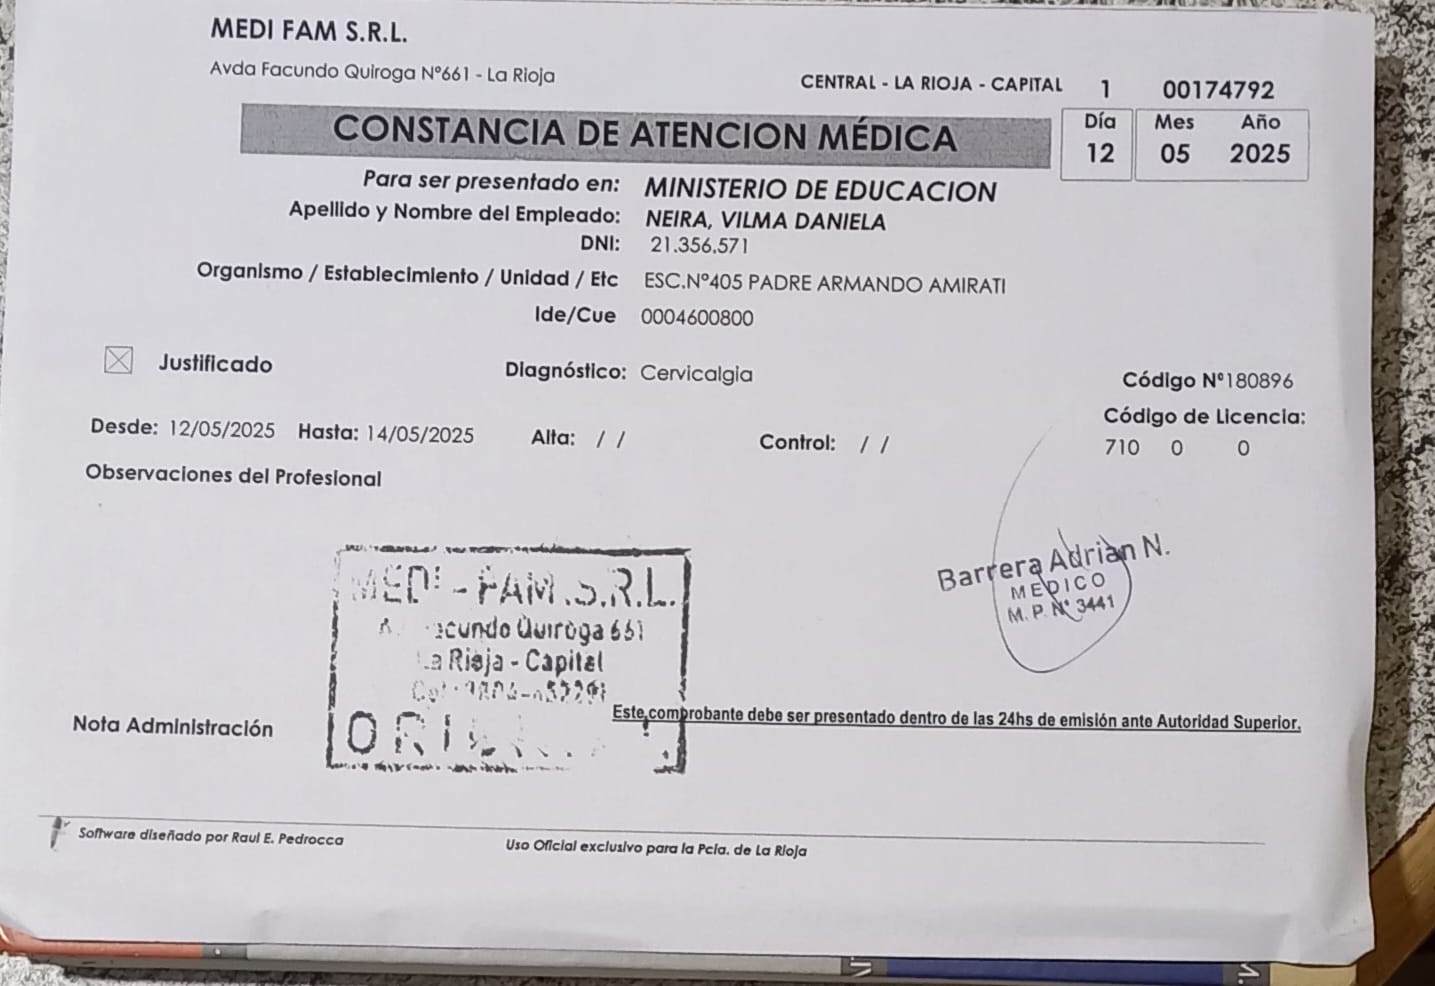 MEDI FAM S.R.L.
Avda Facundo Quiroga Nº661 - La Rioja
CENTRAL - LA RIOJA - CAPITAL 1 00174792
CONSTANCIA DE ATENCION MÉDICA
Día Mes Año
12 05 2025
Para ser presentado en: MINISTERIO DE EDUCACION
Apellido y Nombre del Empleado: NEIRA, VILMA DANIELA
DNI: 21.356.571
Organismo / Establecimiento / Unidad / Etc ESC.Nº405 PADRE ARMANDO AMIRATI
Ide/Cue 0004600800
Justificado
Diagnóstico: Cervicalgia
Código Nº180896
Código de Licencia:
710 0 0
Desde: 12/05/2025 Hasta: 14/05/2025 Alta: / / Control: / /
Observaciones del Profesional
MEDI-FAM.S.R.L.
Quiroga 661
La Rioja - Capital
Barrera Adrian N.
MEDICO
M. P. Nº 3441
Este comprobante debe ser presentado dentro de las 24hs de emisión ante Autoridad Superior.
Nota Administración
Software diseñado por Raul E. Pedrocca
Uso Oficial exclusivo para la Pcia. de La Rioja